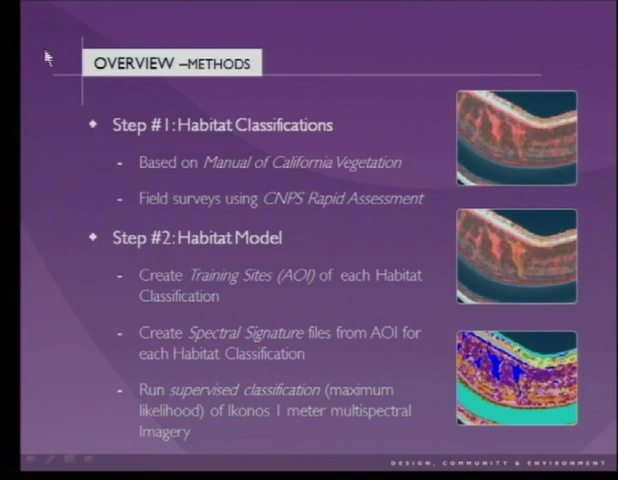 OVERVIEW –METHODS
Step #1: Habitat Classifications
- Based on Manual of California Vegetation
- Field surveys using CNPS Rapid Assessment
Step #2: Habitat Model
- Create Training Sites (AOI) of each Habitat
Classification
- Create Spectral Signature files from AOI for
each Habitat Classification
- Run supervised classification (maximum
likelihood) of Ikonos 1 meter multispectral
Imagery
DESIGN, COMMUNITY & ENVIRONMENT